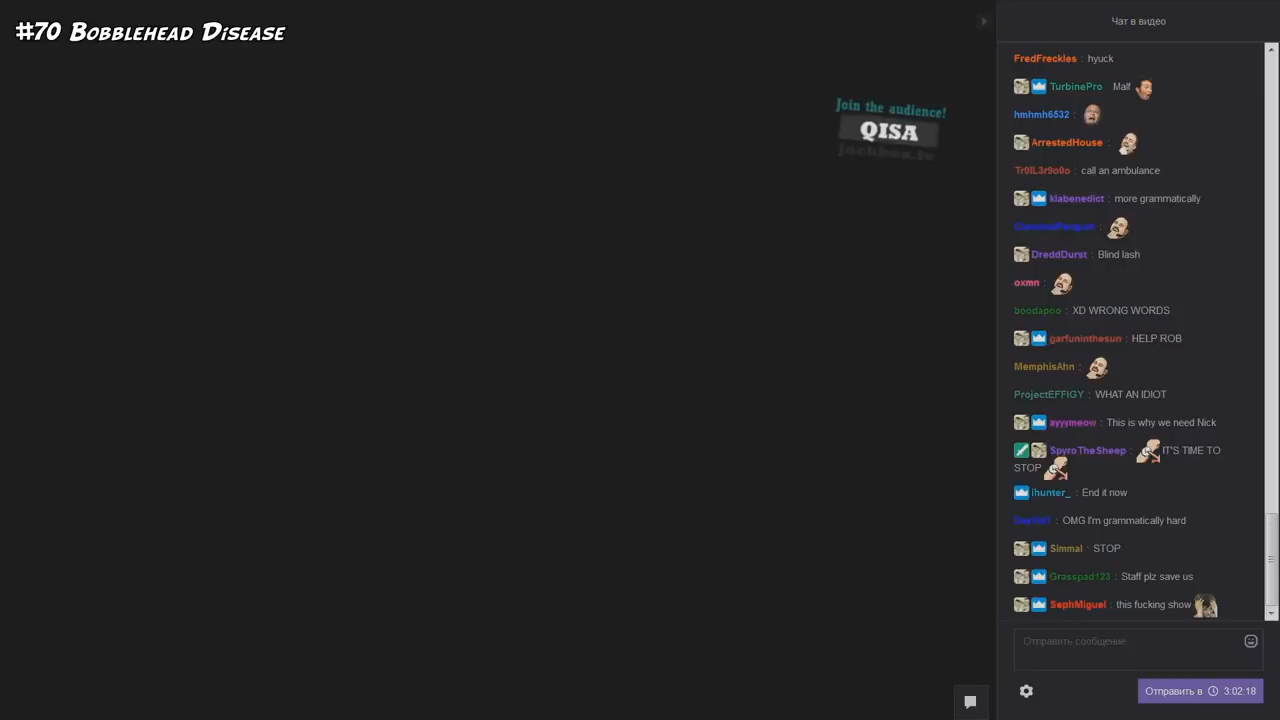 #70 Bobblehead Disease
Join the audience!
QISA
jackbox.tv
Чат в видео
FredFreckles : hyuck
TurbinePro Malf
hmhmh6532 :
ArrestedHouse :
Tr0lL3r9o0o : call an ambulance
klabenedict : more grammatically
DreddDurst : Blind lash
oxmn :
boodapoo : XD WRONG WORDS
garfuninthesun : HELP ROB
MemphisAhn :
ProjectEFFIGY : WHAT AN IDIOT
ayyymeow : This is why we need Nick
SpyroTheSheep : IT'S TIME TO
STOP
ihunter_ : End it now
: OMG I'm grammatically hard
Simmal : STOP
Grasspad123 : Staff plz save us
SephMiguel : this fucking show
Отправить сообщение
Отправить в 3:02:18